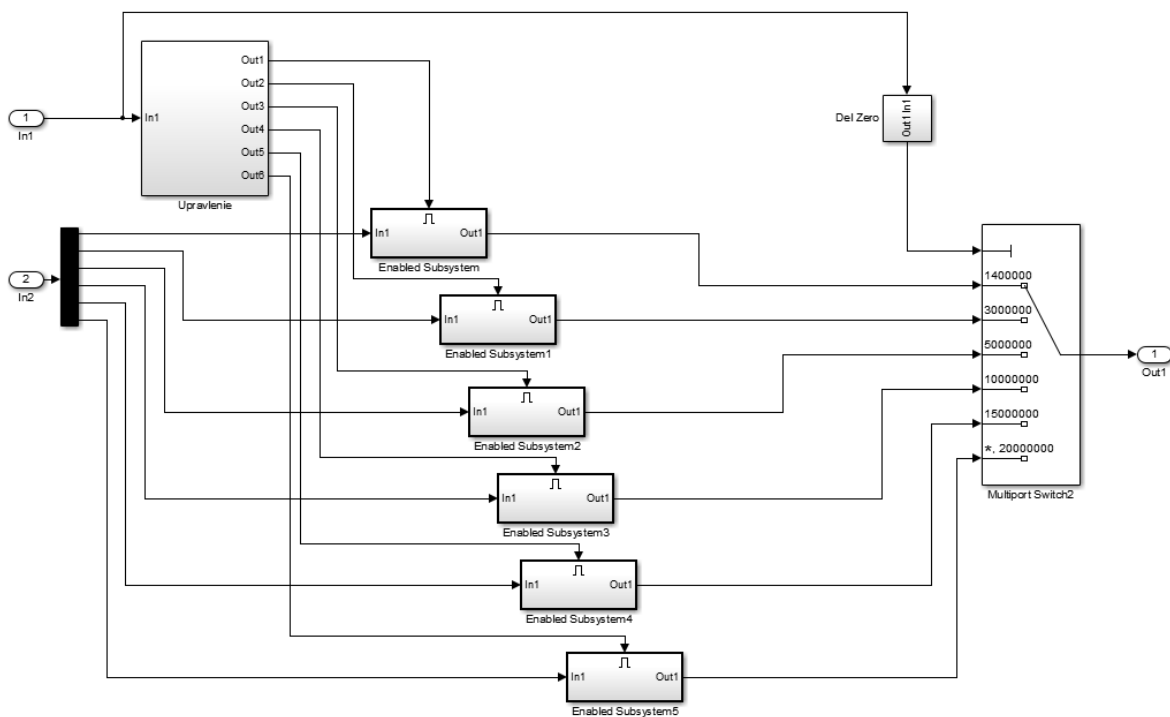 Out1
Out2
Out3
Out4
Out5
Out6
In1
Upravlenie
1
In1
Out1 In1
Del Zero
2
In2
In1
Out1
Enabled Subsystem
In1
Out1
Enabled Subsystem1
In1
Out1
Enabled Subsystem2
In1
Out1
Enabled Subsystem3
In1
Out1
Enabled Subsystem4
In1
Out1
Enabled Subsystem5
1400000
3000000
5000000
10000000
15000000
*, 20000000
Multiport Switch2
1
Out1